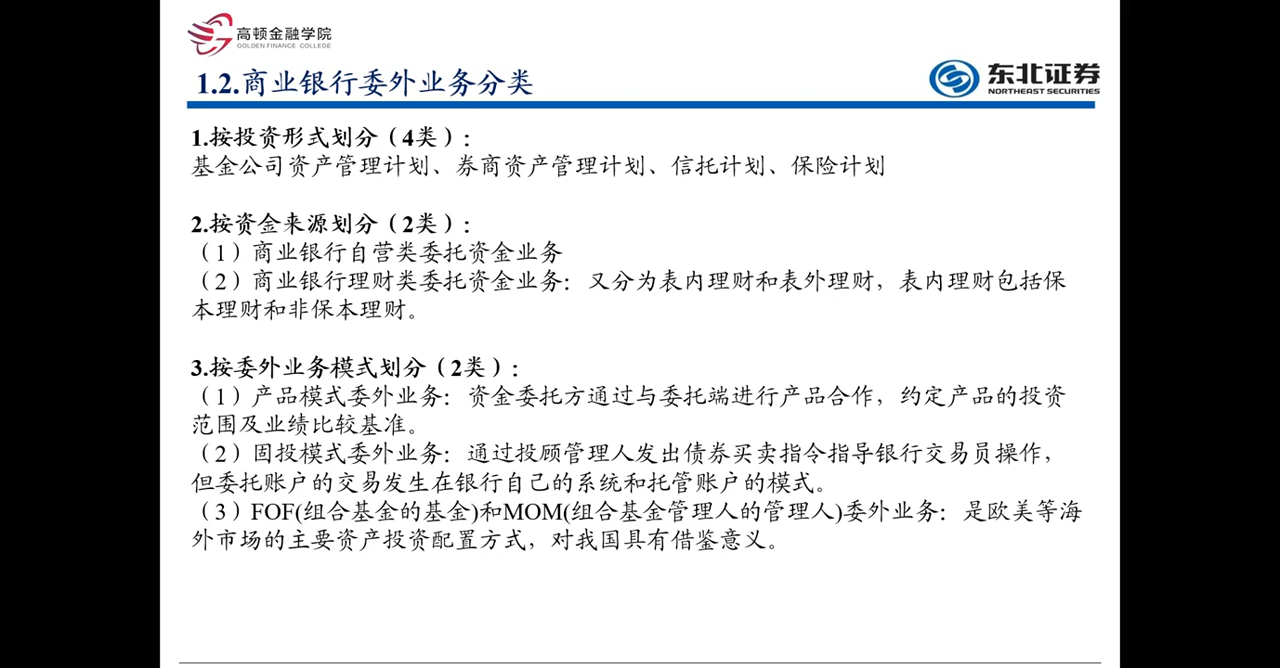 高顿金融学院
GOLDEN FINANCE COLLEGE
1.2.商业银行委外业务分类
东北证券
NORTHEAST SECURITIES
1.按投资形式划分（4类）：
基金公司资产管理计划、券商资产管理计划、信托计划、保险计划
2.按资金来源划分（2类）：
（1）商业银行自营类委托资金业务
（2）商业银行理财类委托资金业务：又分为表内理财和表外理财，表内理财包括保
本理财和非保本理财。
3.按委外业务模式划分（2类）：
（1）产品模式委外业务：资金委托方通过与委托端进行产品合作，约定产品的投资
范围及业绩比较基准。
（2）固投模式委外业务：通过投顾管理人发出债券买卖指令指导银行交易员操作，
但委托账户的交易发生在银行自己的系统和托管账户的模式。
（3）FOF(组合基金的基金)和MOM(组合基金管理人的管理人)委外业务：是欧美等海
外市场的主要资产投资配置方式，对我国具有借鉴意义。